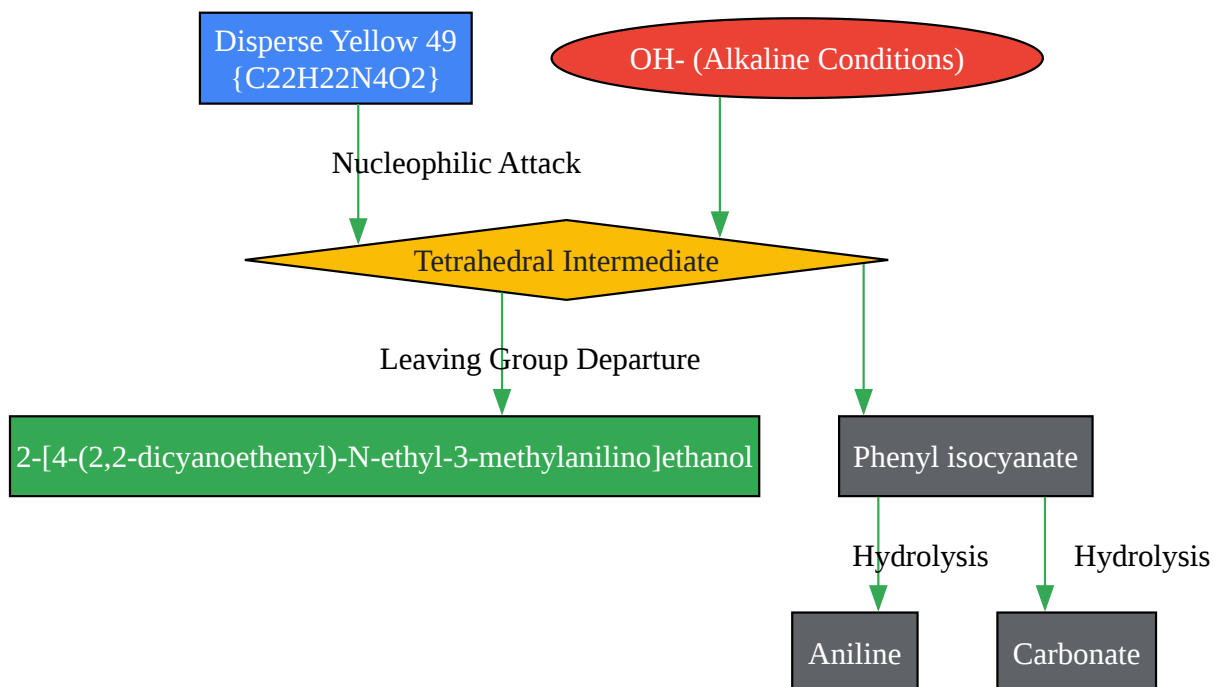 Disperse Yellow 49
{C22H22N4O2}
OH- (Alkaline Conditions)
Nucleophilic Attack
Tetrahedral Intermediate
Leaving Group Departure
2-[4-(2,2-dicyanoethenyl)-N-ethyl-3-methylanilino]ethanol
Phenyl isocyanate
Hydrolysis
Hydrolysis
Aniline
Carbonate